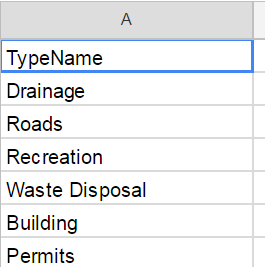 A
TypeName
Drainage
Roads
Recreation
Waste Disposal
Building
Permits